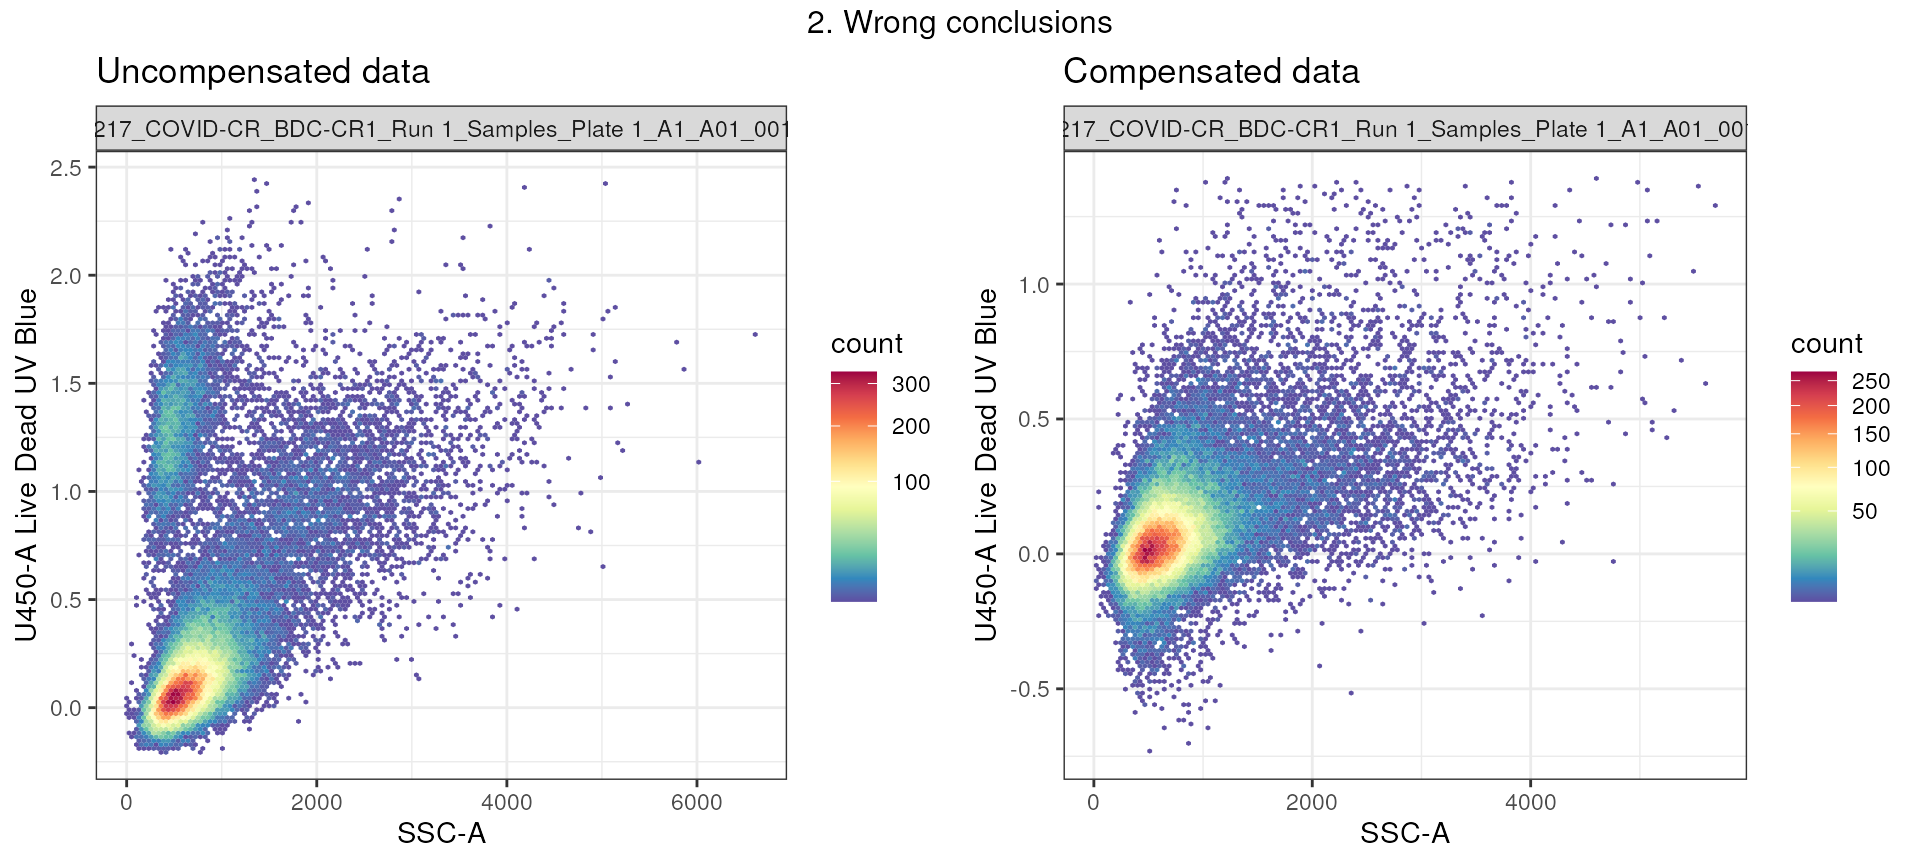 2. Wrong conclusions
Uncompensated data
217_COVID-CR_BDC-CR1_Run 1_Samples_Plate 1_A1_A01_001
2.5
2.0
1.5
1.0
0.5
0.0
U450-A Live Dead UV Blue
0
2000
4000
6000
SSC-A
count
300
200
100
Compensated data
217_COVID-CR_BDC-CR1_Run 1_Samples_Plate 1_A1_A01_001
1.0
0.5
0.0
-0.5
U450-A Live Dead UV Blue
0
2000
4000
SSC-A
count
250
200
150
100
50